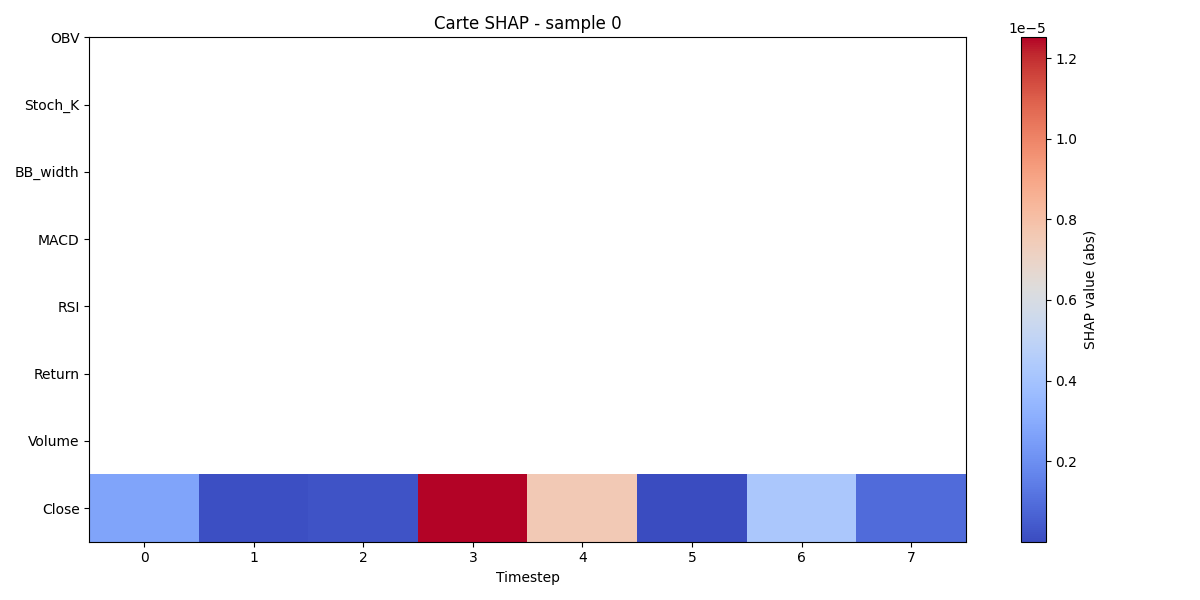 Carte SHAP - sample 0
1e−5
OBV
Stoch_K
BB_width
MACD
RSI
Return
Volume
Close
0 1 2 3 4 5 6 7
Timestep
1.2
1.0
0.8
0.6
0.4
0.2
SHAP value (abs)